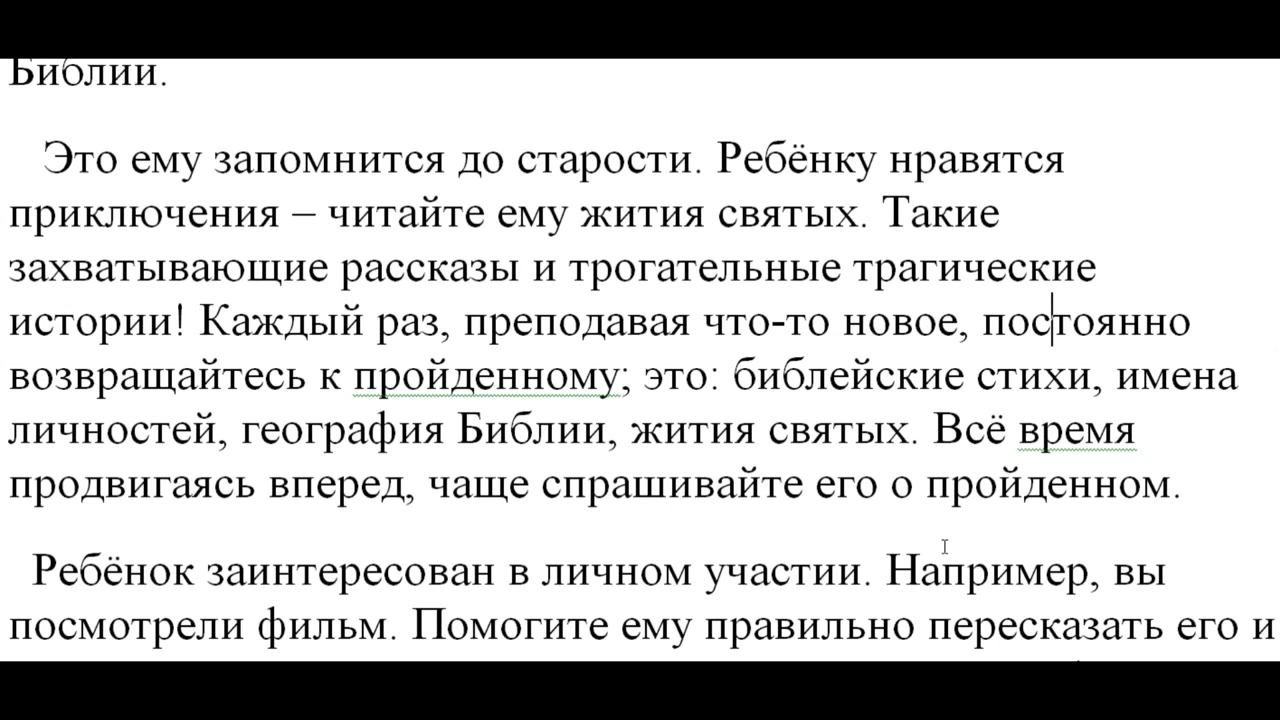 Библии.
Это ему запомнится до старости. Ребёнку нравятся
приключения – читайте ему жития святых. Такие
захватывающие рассказы и трогательные трагические
истории! Каждый раз, преподавая что-то новое, постоянно
возвращайтесь к пройденному; это: библейские стихи, имена
личностей, география Библии, жития святых. Всё время
продвигаясь вперед, чаще спрашивайте его о пройденном.
Ребёнок заинтересован в личном участии. Например, вы
посмотрели фильм. Помогите ему правильно пересказать его и